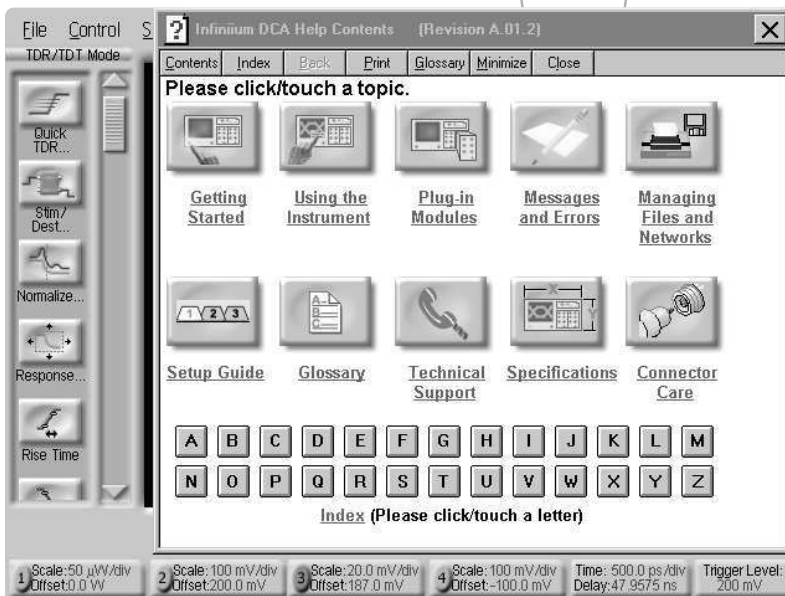 File Control S
TDR/TDT Mode
Quick
TDR...
Stim/
Dest...
Normalize...
Response...
Rise Time
? Infiniium DCA Help Contents (Revision A.01.2) X
Contents Index Back Print Glossary Minimize Close
Please click/touch a topic.
Getting
Started
Using the
Instrument
Plug-in
Modules
Messages
and Errors
Managing
Files and
Networks
1 2 3
Setup Guide
A
B
C
Glossary
Technical
Support
X
Y
Specifications
Connector
Care
A B C D E F G H I J K L M
N O P Q R S T U V W X Y Z
Index (Please click/touch a letter)
1 Scale:50 µW/div
Offset:0.0 W
2 Scale:100 mV/div
Offset:200.0 mV
3 Scale:20.0 mV/div
Offset:187.0 mV
4 Scale:100 mV/div
Offset:-100.0 mV
Time: 500.0 ps/div
Delay:47.9575 ns
Trigger Level:
200 mV